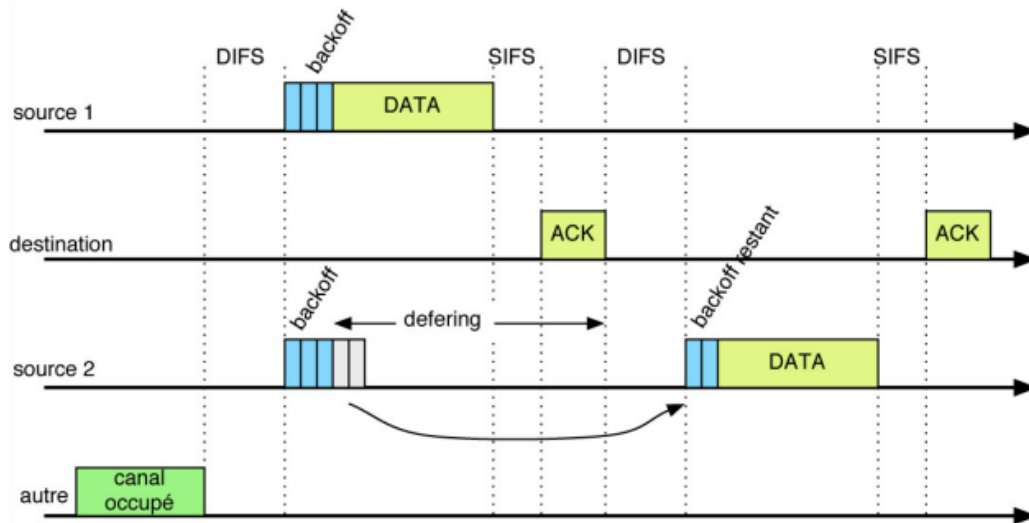 backoff
DIFS
SIFS
DIFS
SIFS
source 1
DATA
destination
ACK
ACK
backoff
defering
backoff restant
source 2
DATA
autre
canal
occupé